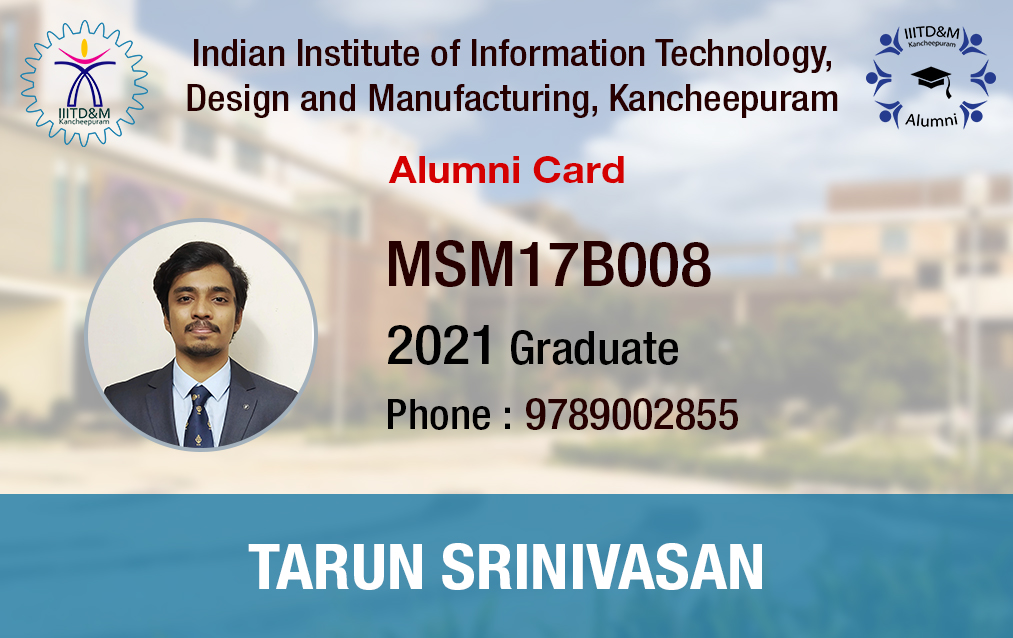 Indian Institute of Information Technology,
Design and Manufacturing, Kancheepuram
IIITD&M
Kancheepuram
IIITD&M
Kancheepuram
Alumni
Alumni Card
MSM17B008
2021 Graduate
Phone : 9789002855
TARUN SRINIVASAN